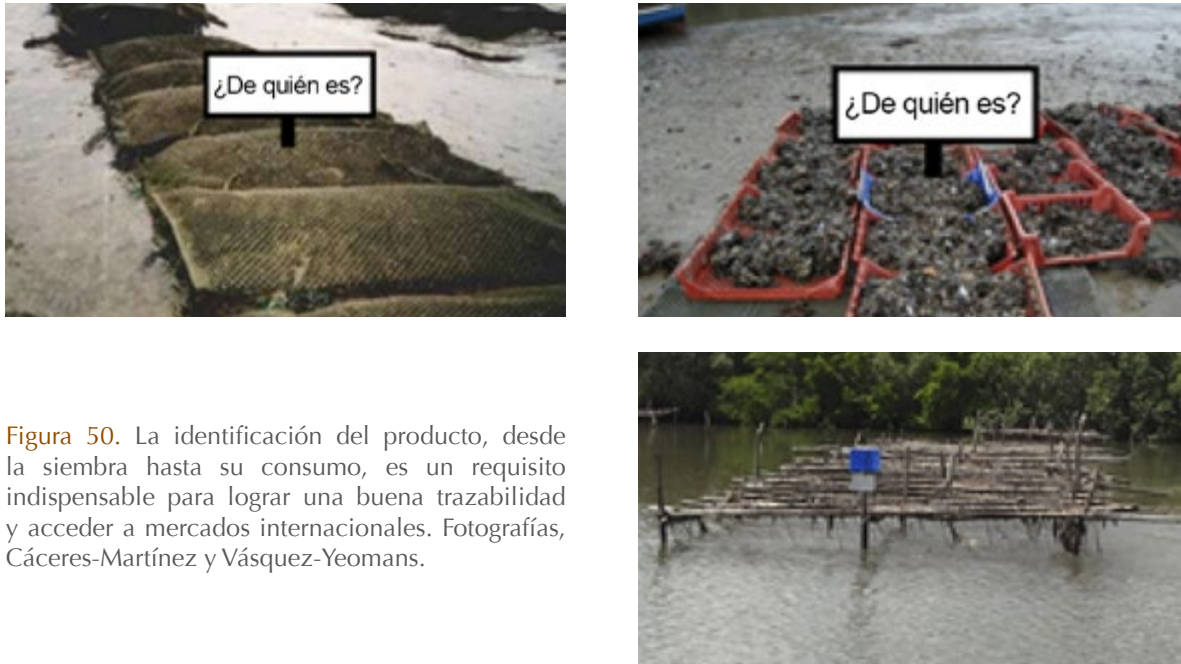 ¿De quién es?
¿De quién es?
Figura 50. La identificación del producto, desde
la siembra hasta su consumo, es un requisito
indispensable para lograr una buena trazabilidad
y acceder a mercados internacionales. Fotografías,
Cáceres-Martínez y Vásquez-Yeomans.